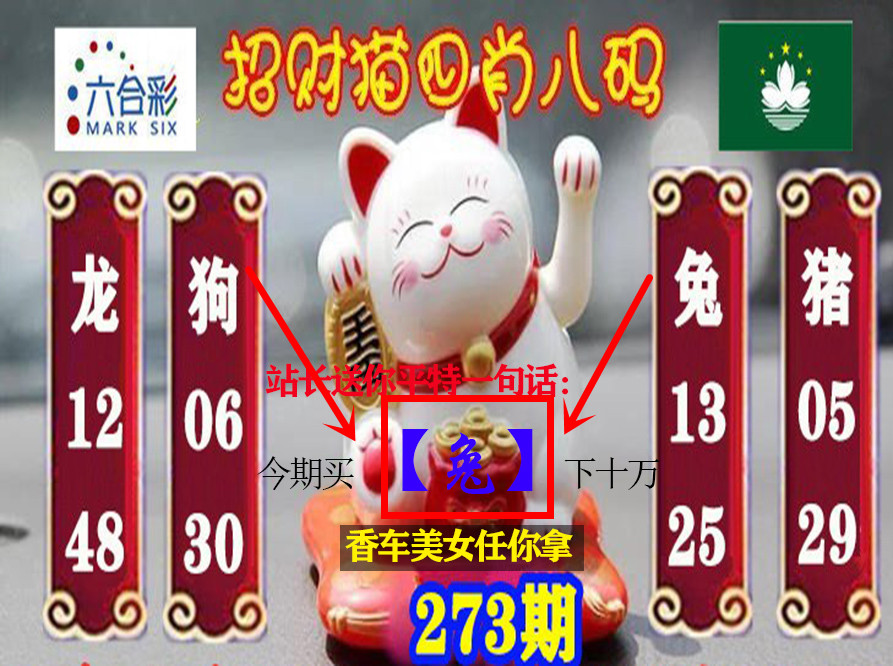 六合彩
MARK SIX
招财猫四肖八码
龙
12
48
狗
06
30
兔
13
25
猪
05
29
站长送你平特一句话：
今期买【兔】下十万
香车美女任你拿
273期